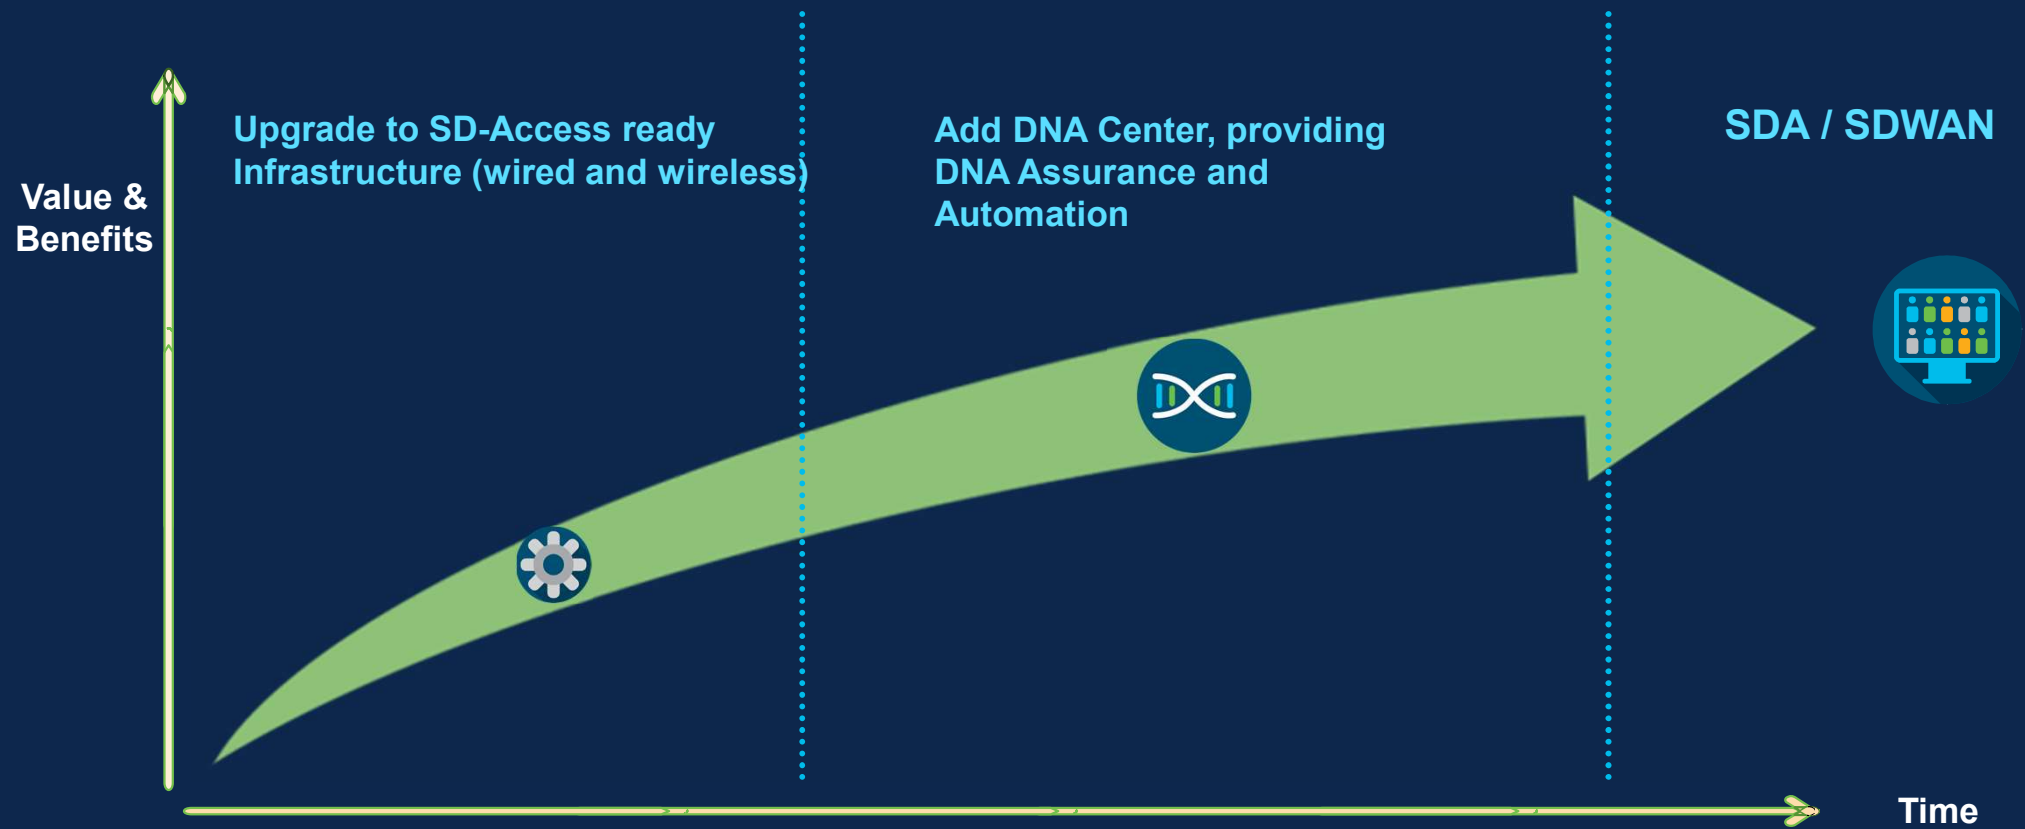 Upgrade to SD-Access ready
Infrastructure (wired and wireless)
Add DNA Center, providing
DNA Assurance and
Automation
SDA / SDWAN
Value &
Benefits
Time